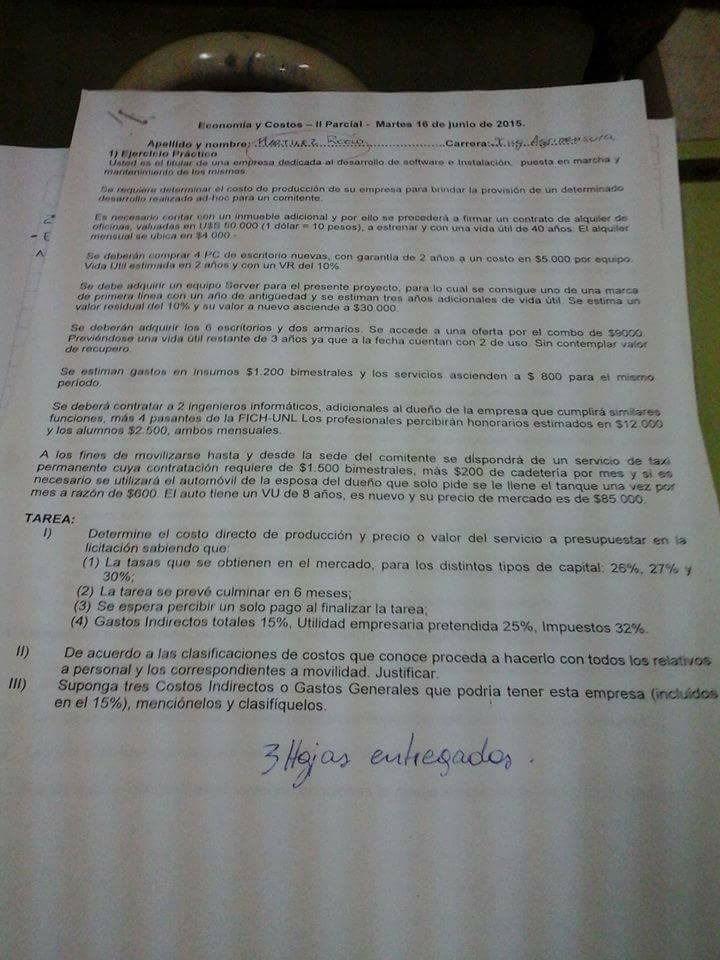 Economía y Costos – II Parcial - Martes 16 de junio de 2015.
Apellido y nombre: Martinez Rocio Carrera: Ing. Agrimensura
1) Ejercicio Práctico
Usted es el titular de una empresa dedicada al desarrollo de software e Instalación, puesta en marcha y
mantenimiento de los mismos.
Se requiere determinar el costo de producción de su empresa para brindar la provisión de un determinado
desarrollo realizado ad-hoc para un comitente.
Es necesario contar con un inmueble adicional y por ello se procederá a firmar un contrato de alquiler de
oficinas, valuadas en U$S 50.000 (1 dólar = 10 pesos), a estrenar y con una vida útil de 40 años. El alquiler
mensual se ubica en $4.000.-
Se deberán comprar 4 PC de escritorio nuevas, con garantía de 2 años a un costo en $5.000 por equipo.
Vida Útil estimada en 2 años y con un VR del 10%.
Se debe adquirir un equipo Server para el presente proyecto, para lo cual se consigue uno de una marca
de primera línea con un año de antigüedad y se estiman tres años adicionales de vida útil. Se estima un
valor residual del 10% y su valor a nuevo asciende a $30.000.
Se deberán adquirir los 6 escritorios y dos armarios. Se accede a una oferta por el combo de $9000.
Previéndose una vida útil restante de 3 años ya que a la fecha cuentan con 2 de uso. Sin contemplar valor
de recupero.
Se estiman gastos en insumos $1.200 bimestrales y los servicios ascienden a $ 800 para el mismo
período.
Se deberá contratar a 2 ingenieros informáticos, adicionales al dueño de la empresa que cumplirá similares
funciones, más 4 pasantes de la FICH-UNL Los profesionales percibirán honorarios estimados en $12.000
y los alumnos $2.500, ambos mensuales.
A los fines de movilizarse hasta y desde la sede del comitente se dispondrá de un servicio de taxi
permanente cuya contratación requiere de $1.500 bimestrales, más $200 de cadetería por mes y si es
necesario se utilizará el automóvil de la esposa del dueño que solo pide se le llene el tanque una vez por
mes a razón de $600. El auto tiene un VU de 8 años, es nuevo y su precio de mercado es de $85.000.
TAREA:
I) Determine el costo directo de producción y precio o valor del servicio a presupuestar en la
licitación sabiendo que:
(1) La tasas que se obtienen en el mercado, para los distintos tipos de capital: 26%, 27% y
30%;
(2) La tarea se prevé culminar en 6 meses;
(3) Se espera percibir un solo pago al finalizar la tarea;
(4) Gastos Indirectos totales 15%, Utilidad empresaria pretendida 25%, Impuestos 32%.
II) De acuerdo a las clasificaciones de costos que conoce proceda a hacerlo con todos los relativos
a personal y los correspondientes a movilidad. Justificar.
III) Suponga tres Costos Indirectos o Gastos Generales que podría tener esta empresa (incluidos
en el 15%), menciónelos y clasifíquelos.
3 Hojas entregados.